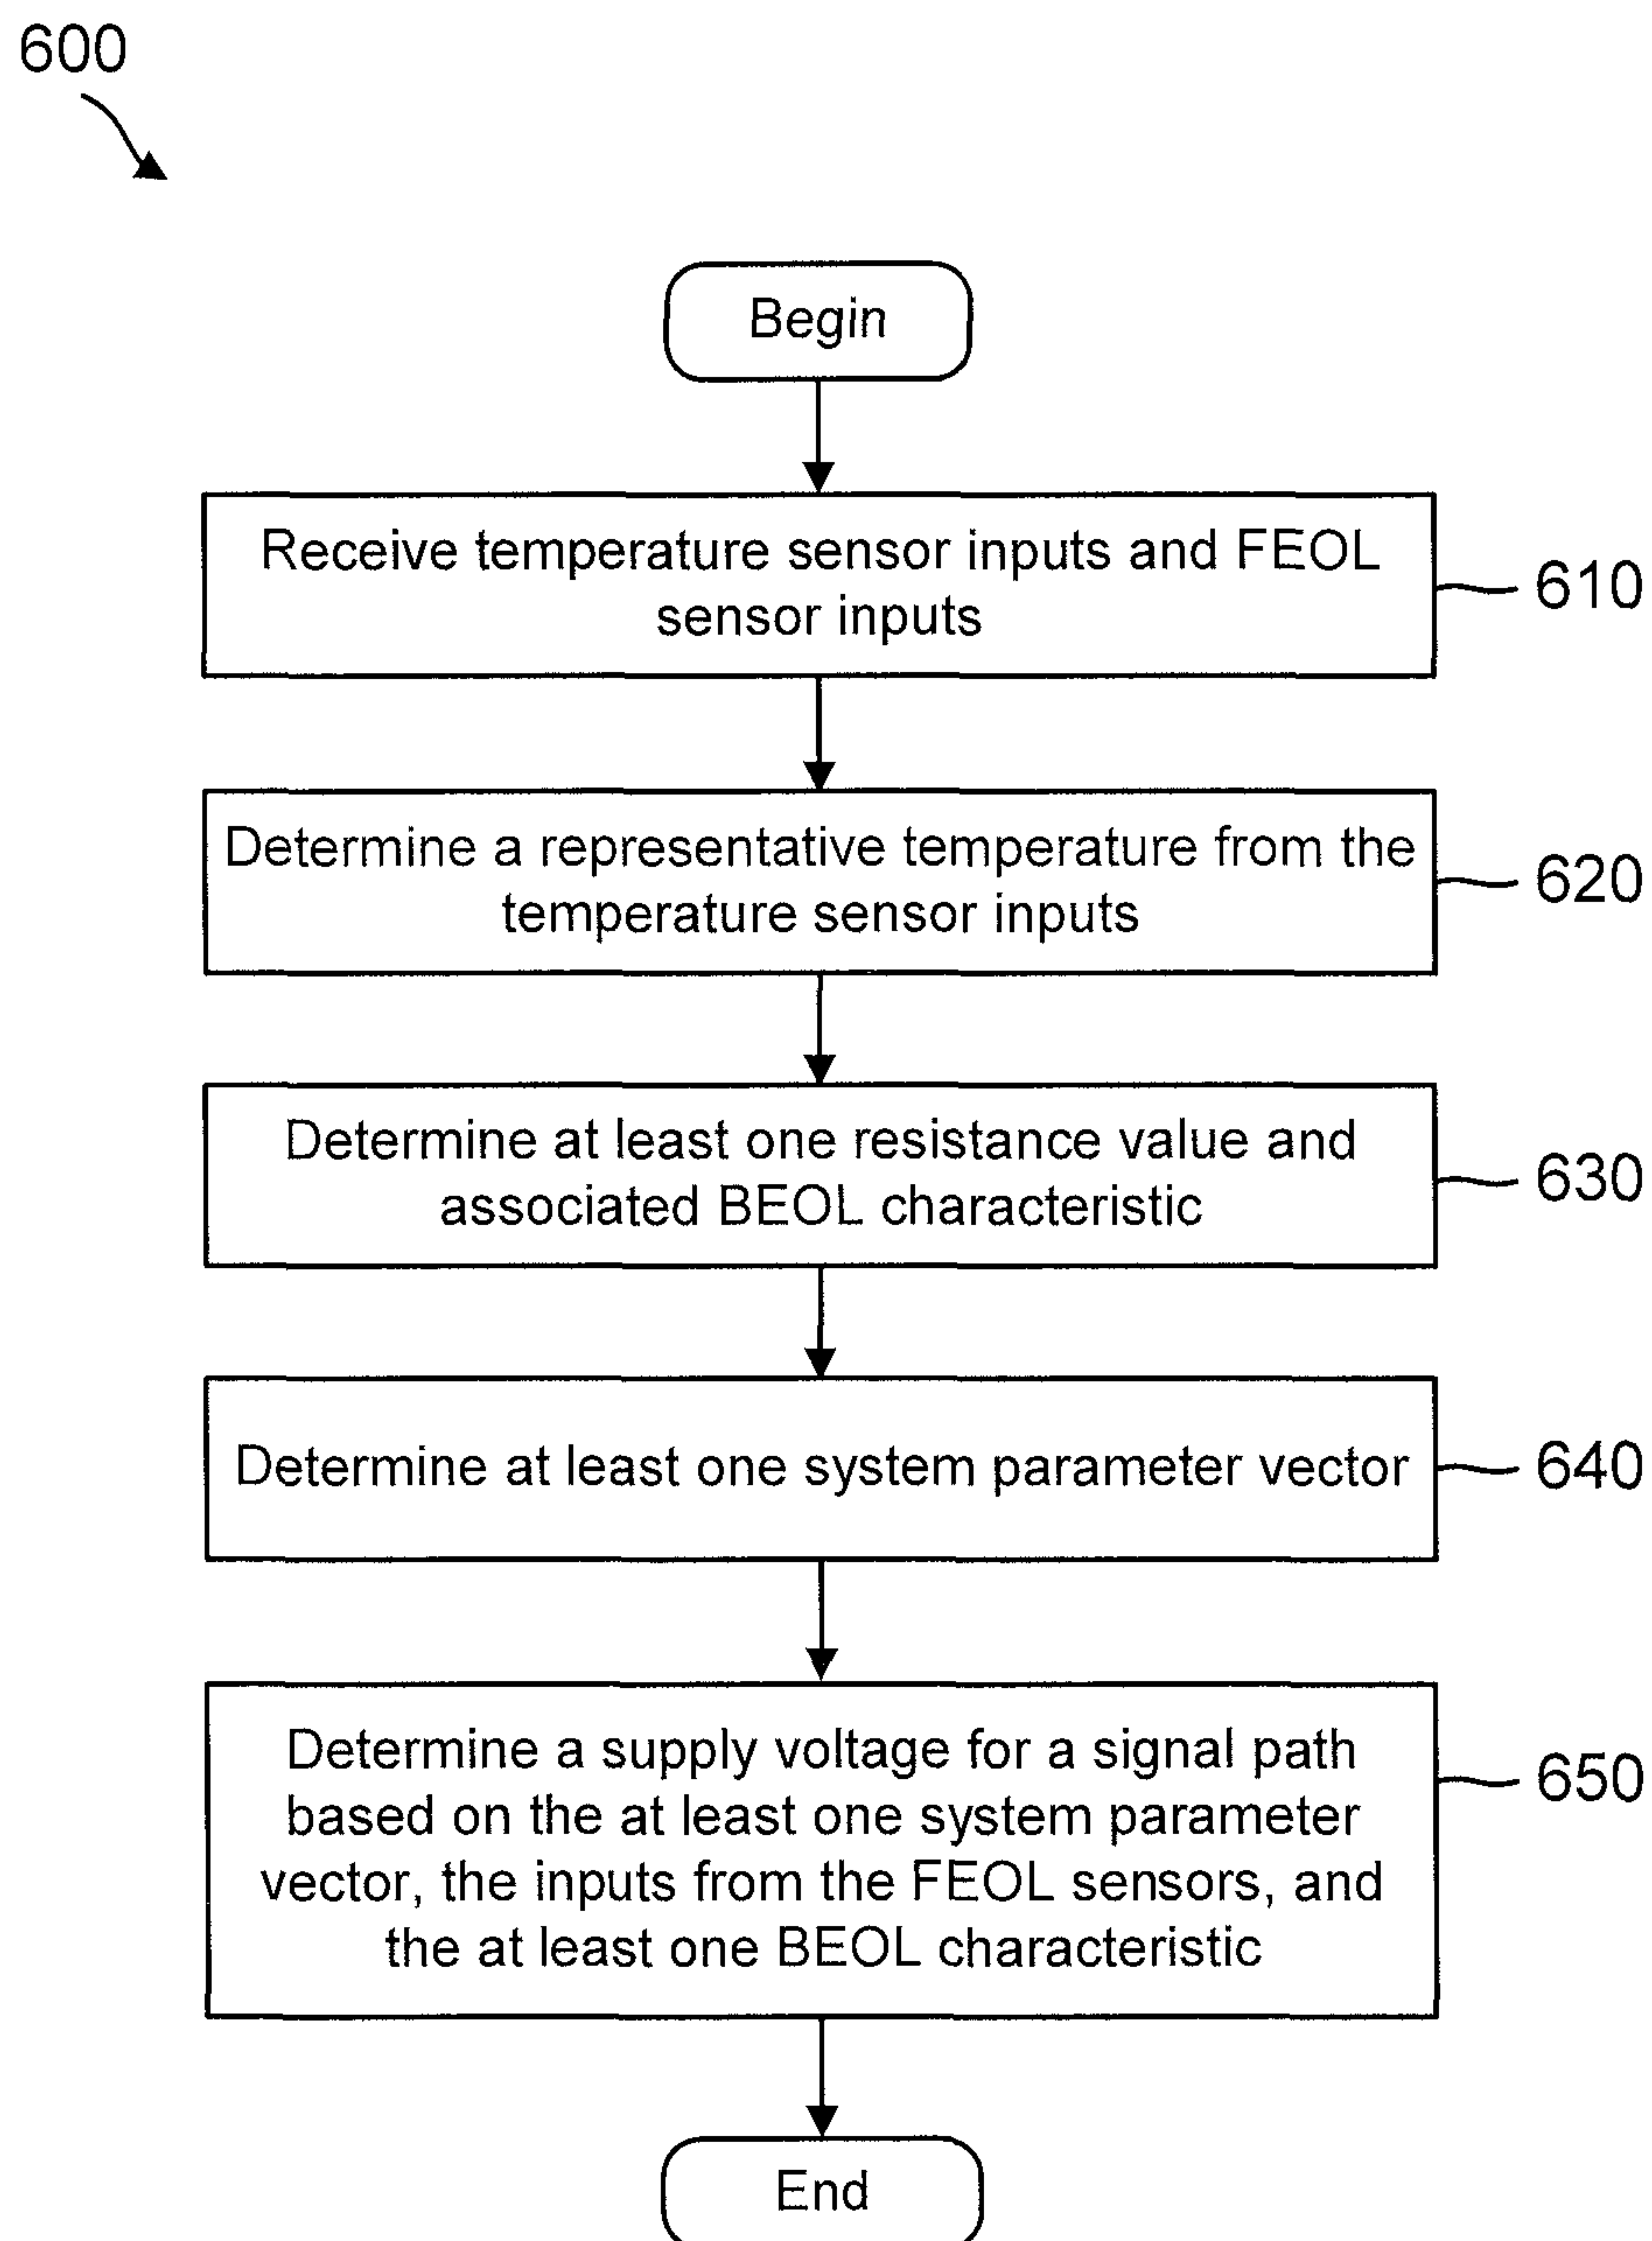 600
Begin
Receive temperature sensor inputs and FEOL
sensor inputs
610
Determine a representative temperature from the
temperature sensor inputs
620
Determine at least one resistance value and
associated BEOL characteristic
630
Determine at least one system parameter vector
640
Determine a supply voltage for a signal path
based on the at least one system parameter
vector, the inputs from the FEOL sensors, and
the at least one BEOL characteristic
650
End